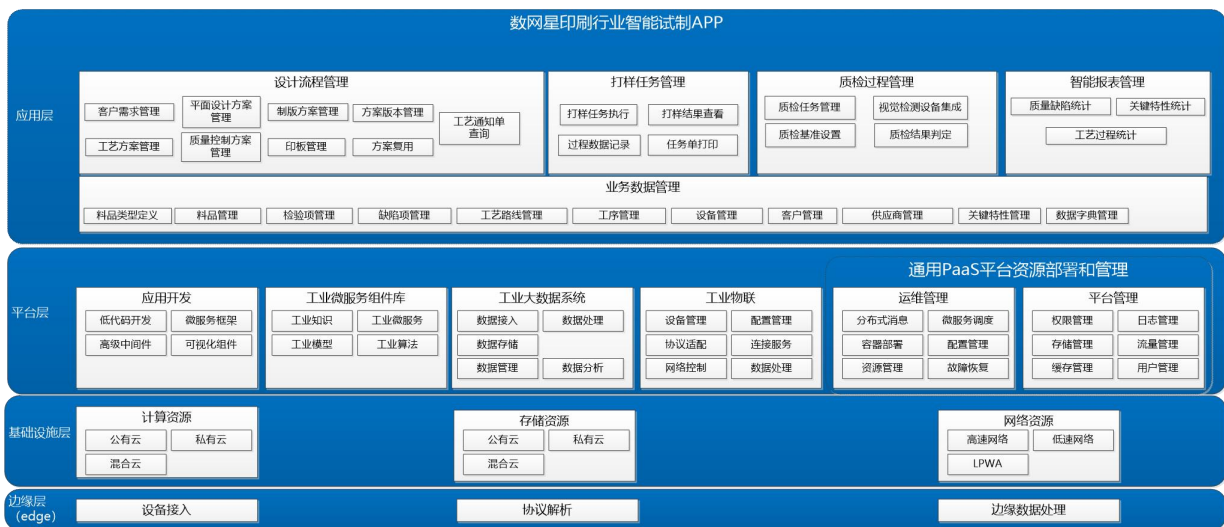 数网星印刷行业智能试制APP
应用层
设计流程管理
客户需求管理
平面设计方案
管理
制版方案管理
方案版本管理
工艺通知单
查询
工艺方案管理
质量控制方案
管理
印板管理
方案复用
打样任务管理
打样任务执行
打样结果查看
过程数据记录
任务单打印
质检过程管理
质检任务管理
视觉检测设备集成
质检基准设置
质检结果判定
智能报表管理
质量缺陷统计
关键特性统计
工艺过程统计
业务数据管理
料品类型定义
料品管理
检验项管理
缺陷项管理
工艺路线管理
工序管理
设备管理
客户管理
供应商管理
关键特性管理
数据字典管理
平台层
通用PaaS平台资源部署和管理
应用开发
低代码开发
微服务框架
高级中间件
可视化组件
工业微服务组件库
工业知识
工业微服务
工业模型
工业算法
工业大数据系统
数据接入
数据处理
数据存储
数据管理
数据分析
工业物联
设备管理
配置管理
协议适配
连接服务
网络控制
数据处理
运维管理
分布式消息
微服务调度
容器部署
配置管理
资源管理
故障恢复
平台管理
权限管理
日志管理
存储管理
流量管理
缓存管理
用户管理
基础设施层
计算资源
公有云
私有云
混合云
存储资源
公有云
私有云
混合云
网络资源
高速网络
低速网络
LPWA
边缘层
（edge）
设备接入
协议解析
边缘数据处理